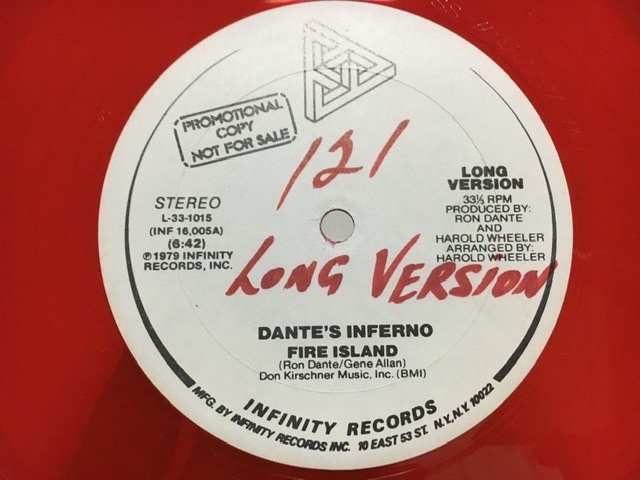 PROMOTIONAL
COPY
NOT FOR SALE
121
STEREO
L-33-1015
(INF 16,005A)
(6:42)
℗1979 INFINITY
RECORDS, INC.
LONG
VERSION
33⅓ RPM
PRODUCED BY:
RON DANTE
AND
HAROLD WHEELER
ARRANGED BY:
HAROLD WHEELER
LONG VERSION
DANTE'S INFERNO
FIRE ISLAND
(Ron Dante/Gene Allan)
Don Kirschner Music, Inc. (BMI)
INFINITY RECORDS
MFG. BY INFINITY RECORDS INC. 10 EAST 53 ST. N.Y., N.Y. 10022